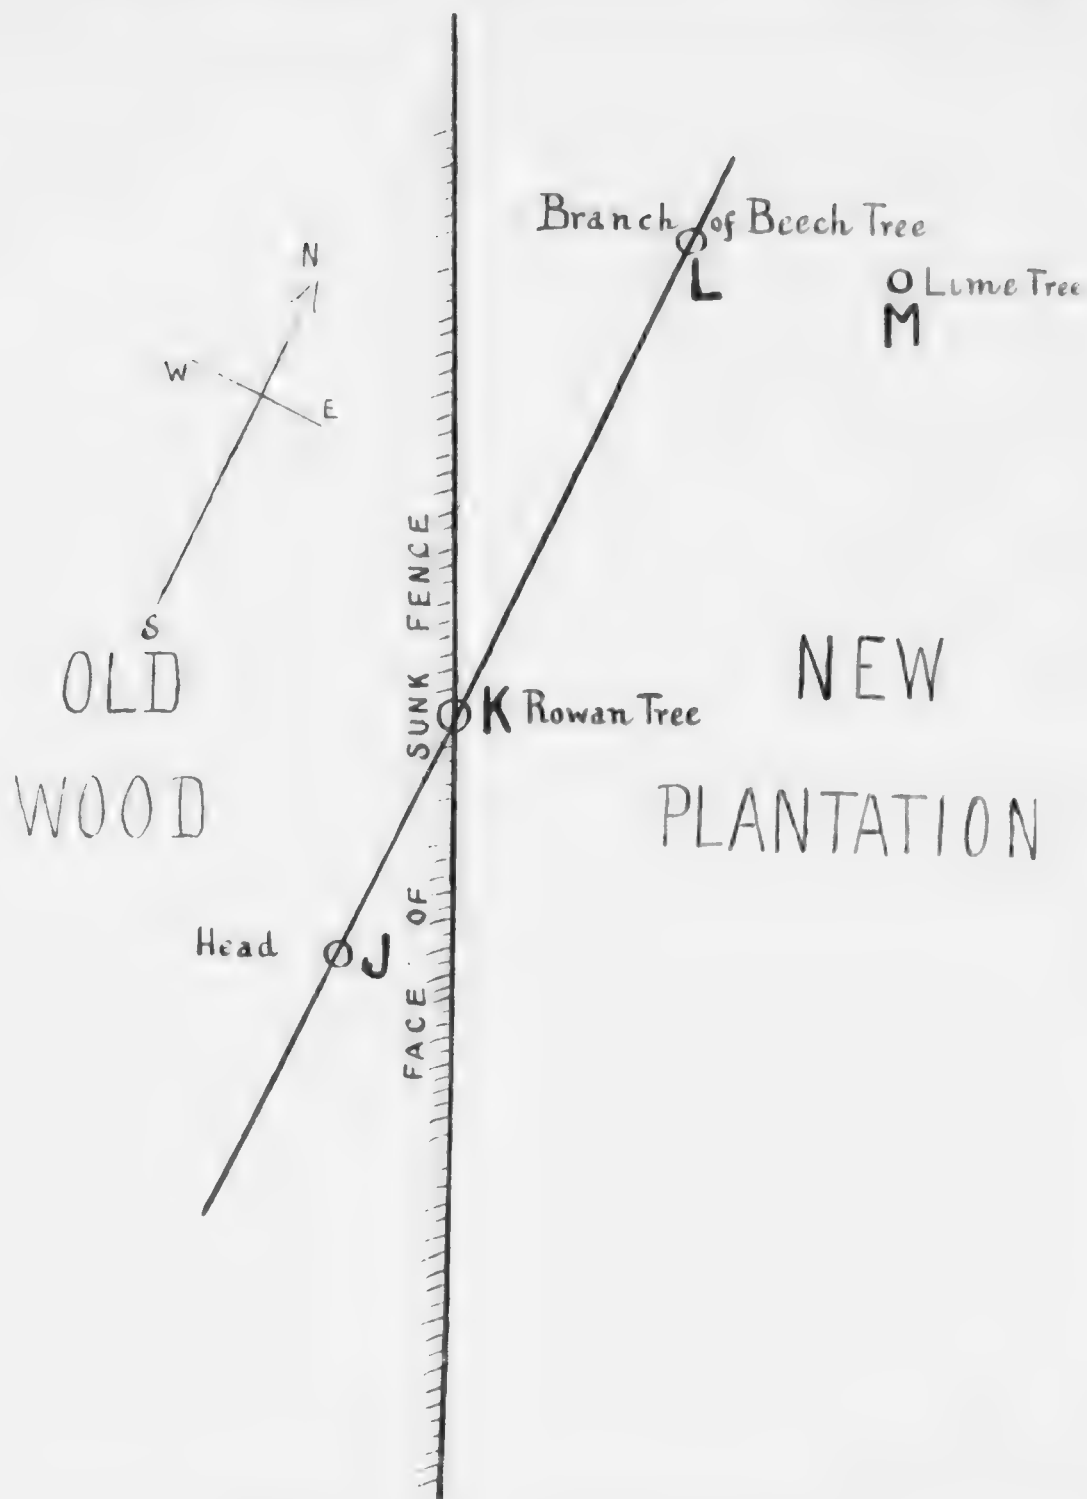 Branch of Beech Tree
L
O Lime Tree
M
N
W
E
S
OLD
WOOD
FACE OF SUNK FENCE
K Rowan Tree
NEW
PLANTATION
Head
J